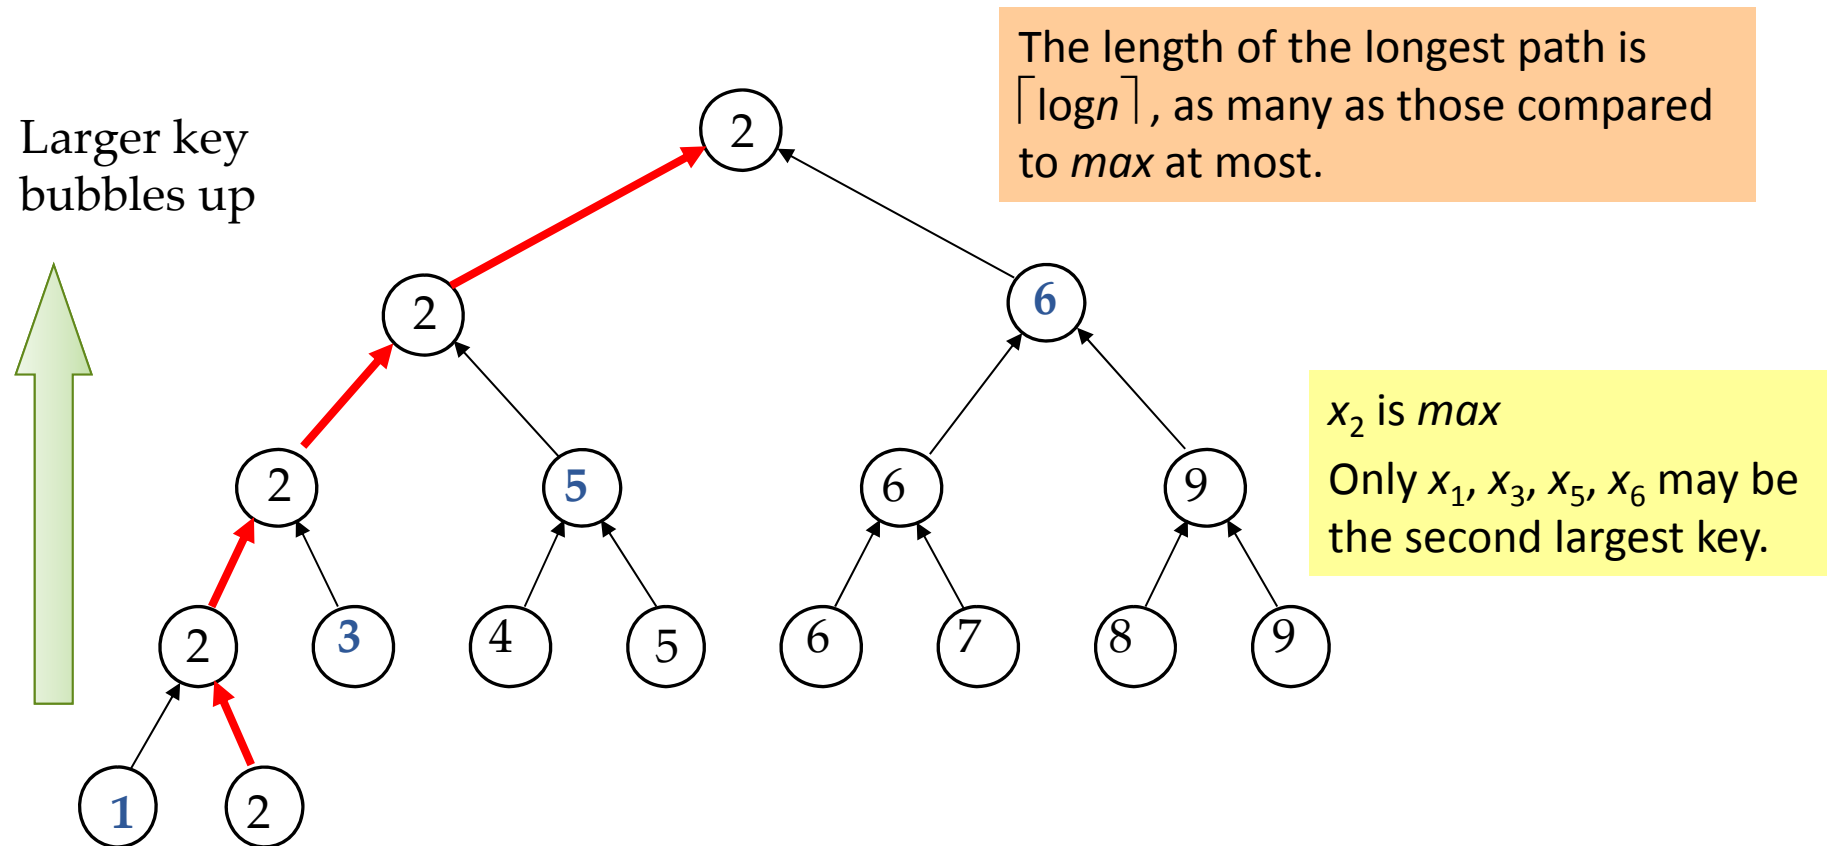 The length of the longest path is
⌈logn⌉, as many as those compared
to max at most.
Larger key
bubbles up
2
2
6
x2 is max
Only x1, x3, x5, x6 may be
the second largest key.
2
5
6
9
2
3
4
5
6
7
8
9
1
2